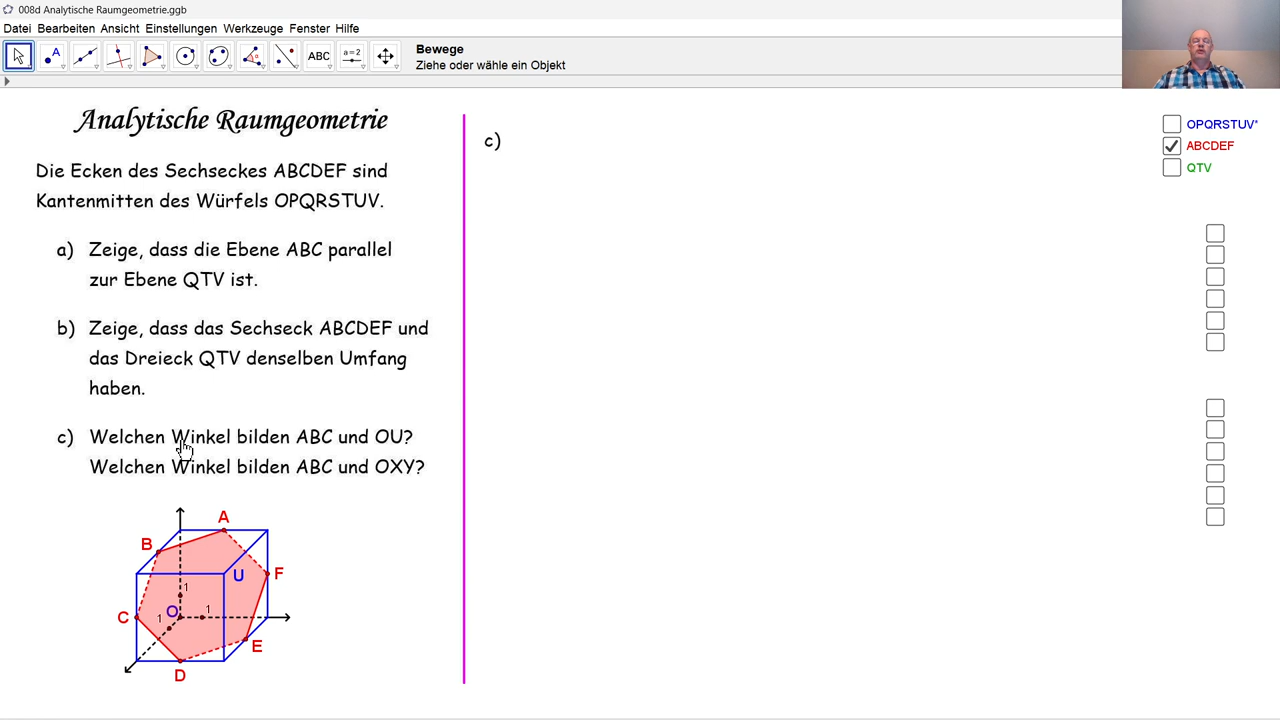 008d Analytische Raumgeometrie.ggb
Datei Bearbeiten Ansicht Einstellungen Werkzeuge Fenster Hilfe
A
ABC
a=2
Bewege
Ziehe oder wähle ein Objekt
Analytische Raumgeometrie
Die Ecken des Sechseckes ABCDEF sind
Kantenmitten des Würfels OPQRSTUV.
a) Zeige, dass die Ebene ABC parallel
zur Ebene QTV ist.
b) Zeige, dass das Sechseck ABCDEF und
das Dreieck QTV denselben Umfang
haben.
c) Welchen Winkel bilden ABC und OU?
Welchen Winkel bilden ABC und OXY?
A
B
U
F
1
C
1
O
1
E
D
c)
OPQRSTUV*
ABCDEF
QTV